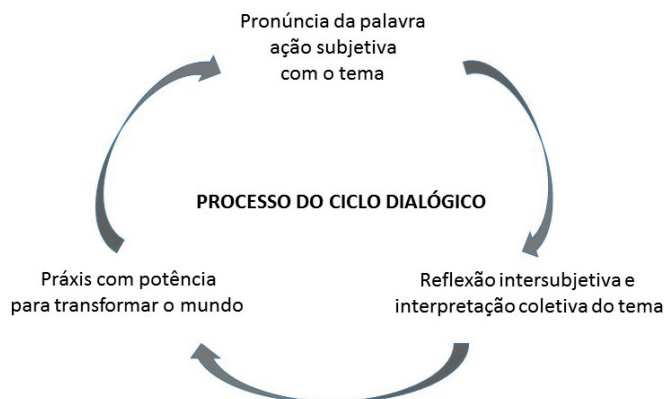 Pronúncia da palavra
ação subjetiva
com o tema
PROCESSO DO CICLO DIALÓGICO
Práxis com potência
para transformar o mundo
Reflexão intersubjetiva e
interpretação coletiva do tema